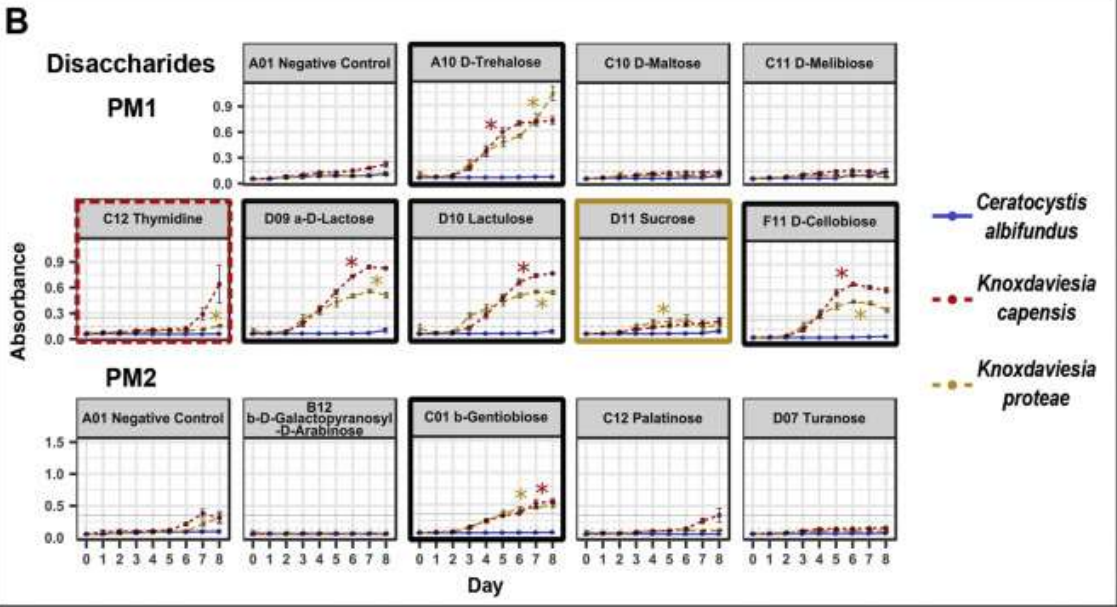 B
Disaccharides
PM1
A01 Negative Control
A10 D-Trehalose
C10 D-Maltose
C11 D-Melibiose
0.9
0.6
0.3
0.0
*
*
C12 Thymidine
D09 a-D-Lactose
D10 Lactulose
D11 Sucrose
F11 D-Cellobiose
0.9
0.6
0.3
0.0
*
*
*
*
*
*
*
*
Absorbance
Ceratocystis
albifundus
Knoxdaviesia
capensis
Knoxdaviesia
proteae
PM2
A01 Negative Control
B12
b-D-Galactopyranosyl
-D-Arabinose
C01 b-Gentiobiose
C12 Palatinose
D07 Turanose
1.5
1.0
0.5
0.0
*
*
0 1 2 3 4 5 6 7 8
0 1 2 3 4 5 6 7 8
0 1 2 3 4 5 6 7 8
0 1 2 3 4 5 6 7 8
0 1 2 3 4 5 6 7 8
Day